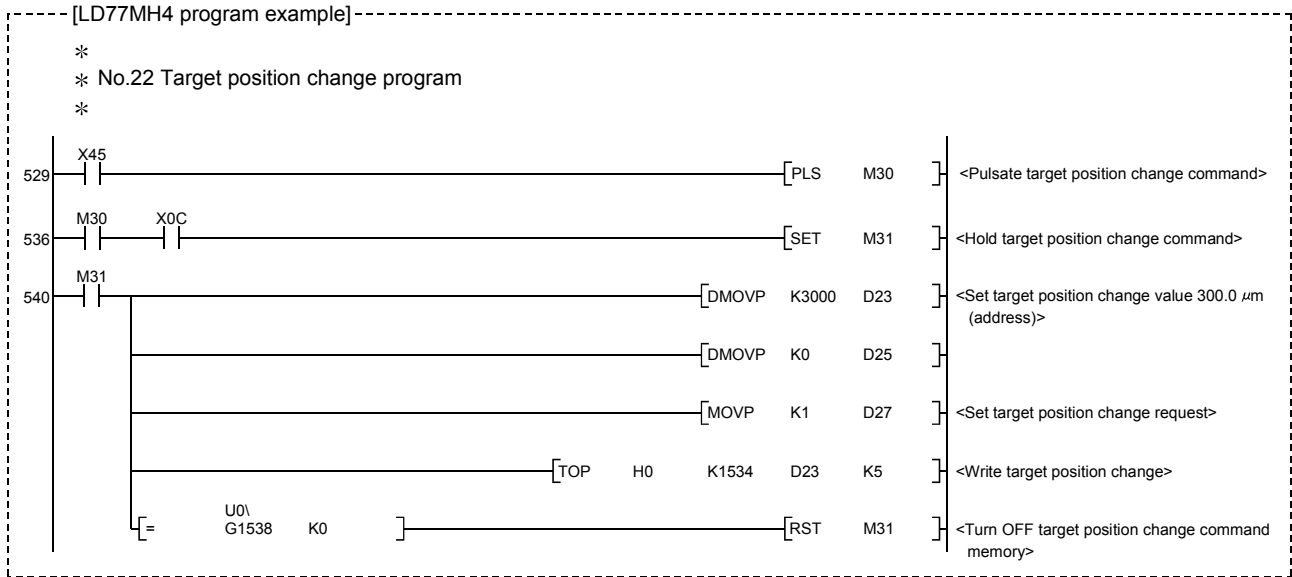 [LD77MH4 program example]
*
* No.22 Target position change program
*
X45
529 [PLS M30 ] <Pulsate target position change command>
M30 X0C
536 [SET M31 ] <Hold target position change command>
M31
540 [DMOVP K3000 D23 ] <Set target position change value 300.0 μm
(address)>
[DMOVP K0 D25 ]
[MOVP K1 D27 ] <Set target position change request>
[TOP H0 K1534 D23 K5 ] <Write target position change>
U0\
[= G1538 K0 ] [RST M31 ] <Turn OFF target position change command
memory>